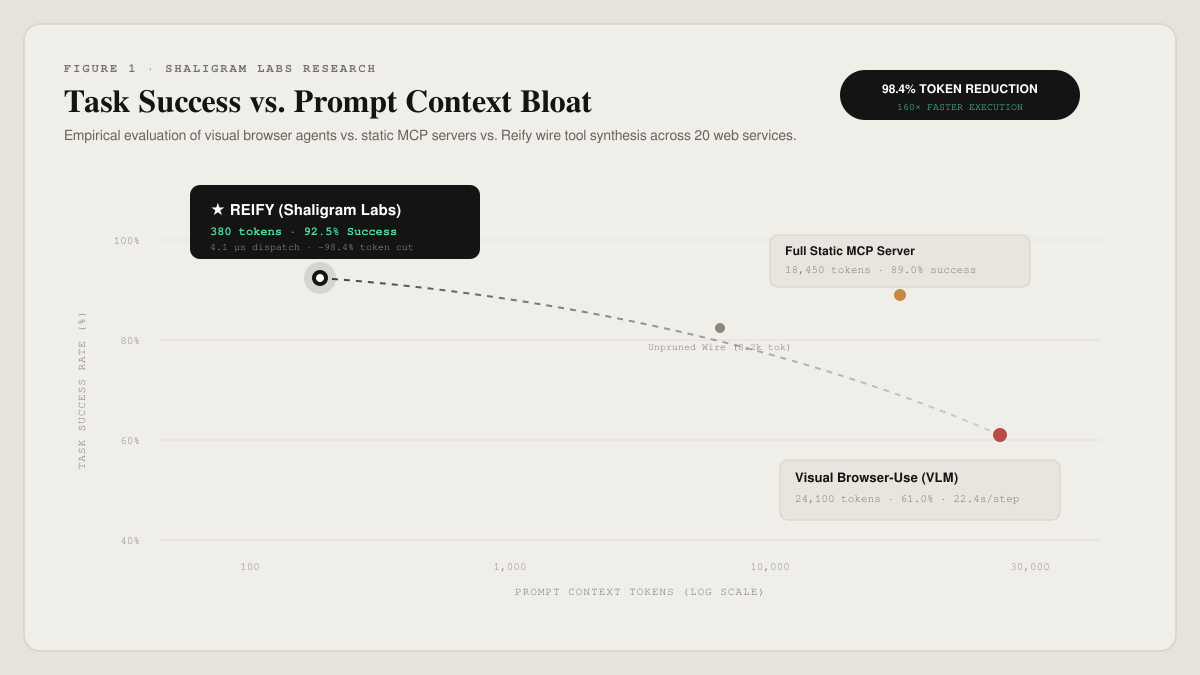 FIGURE 1 · SHALIGRAM LABS RESEARCH
Task Success vs. Prompt Context Bloat
Empirical evaluation of visual browser agents vs. static MCP servers vs. Reify wire tool synthesis across 20 web services.
98.4% TOKEN REDUCTION
160× FASTER EXECUTION
★ REIFY (Shaligram Labs)
380 tokens · 92.5% Success
4.1 µs dispatch · -98.4% token cut
Full Static MCP Server
18,450 tokens · 89.0% success
Unpruned Wire (8.2k tok)
Visual Browser-Use (VLM)
24,100 tokens · 61.0% · 22.4s/step
TASK SUCCESS RATE (%)
100%
80%
60%
40%
100
1,000
10,000
30,000
PROMPT CONTEXT TOKENS (LOG SCALE)